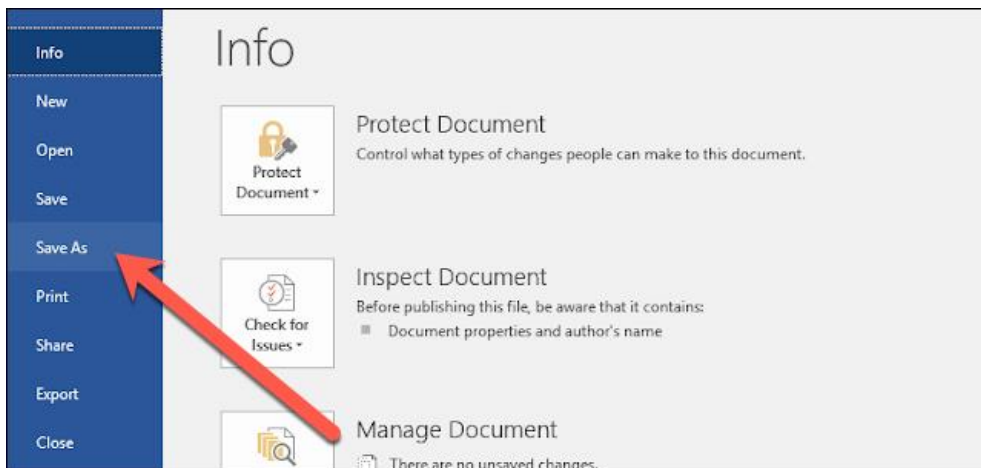 Info
New
Open
Save
Save As
Print
Share
Export
Close
Info
Protect
Document
Protect Document
Control what types of changes people can make to this document.
Check for
Issues
Inspect Document
Before publishing this file, be aware that it contains:
Document properties and author's name
Manage Document
There are no unsaved changes.